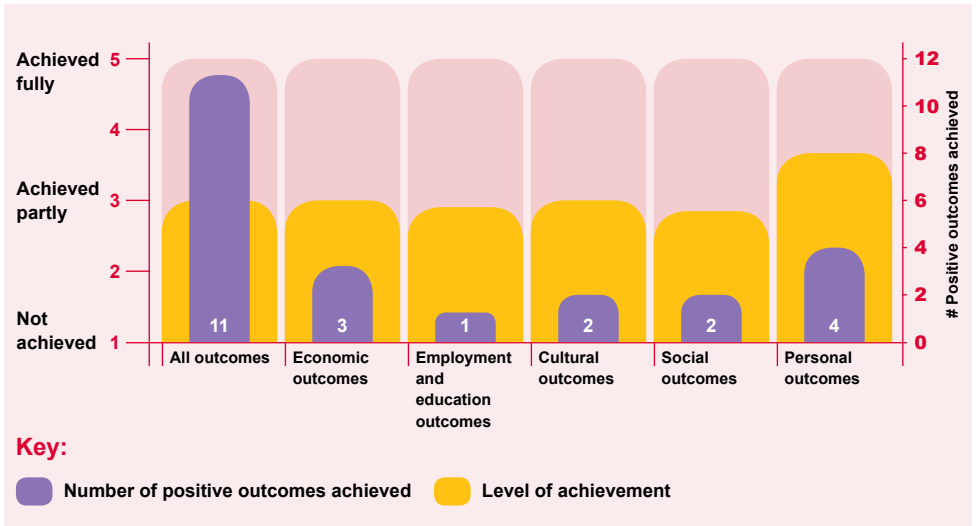 Achieved
fully
Achieved
partly
Not
achieved
5
4
3
2
1
12
10
8
6
4
2
0
# Positive outcomes achieved
11
3
1
2
2
4
All outcomes
Economic
outcomes
Employment
and
education
outcomes
Cultural
outcomes
Social
outcomes
Personal
outcomes
Key:
Number of positive outcomes achieved
Level of achievement